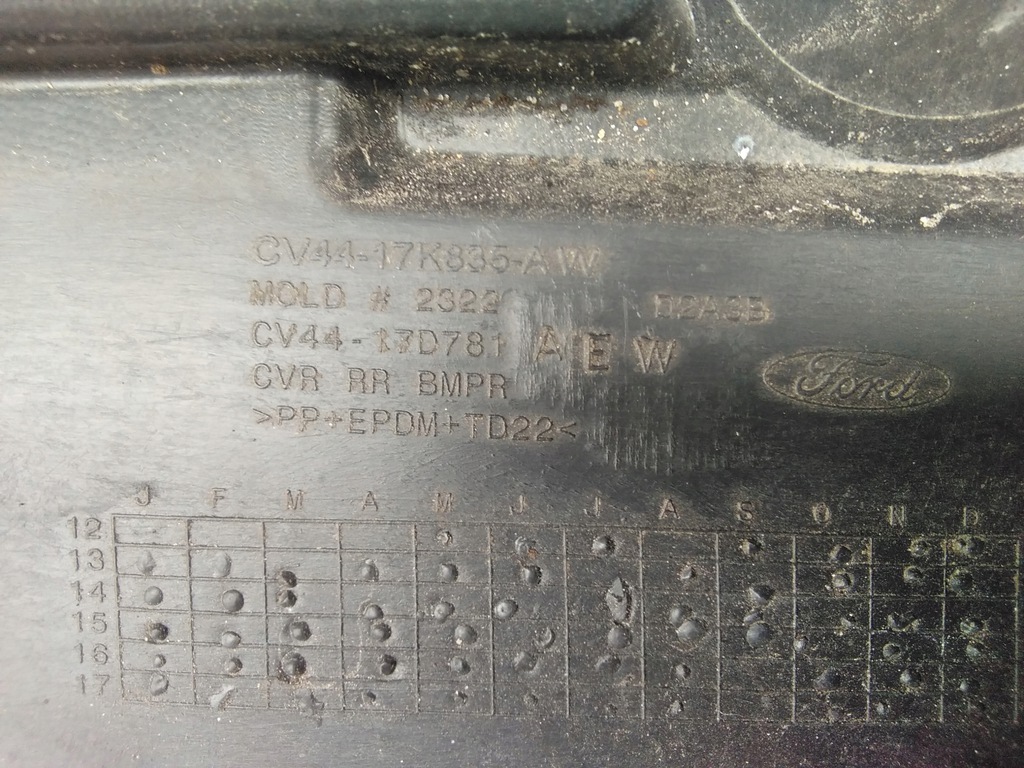 CV44-17K835-AW
MOLD # 2322 D2A3B
CV44-17D781 A E W
CVR RR BMPR
Ford
>PP+EPDM+TD22<
J F M A M J J A S O N D
12
13
14
15
16
17